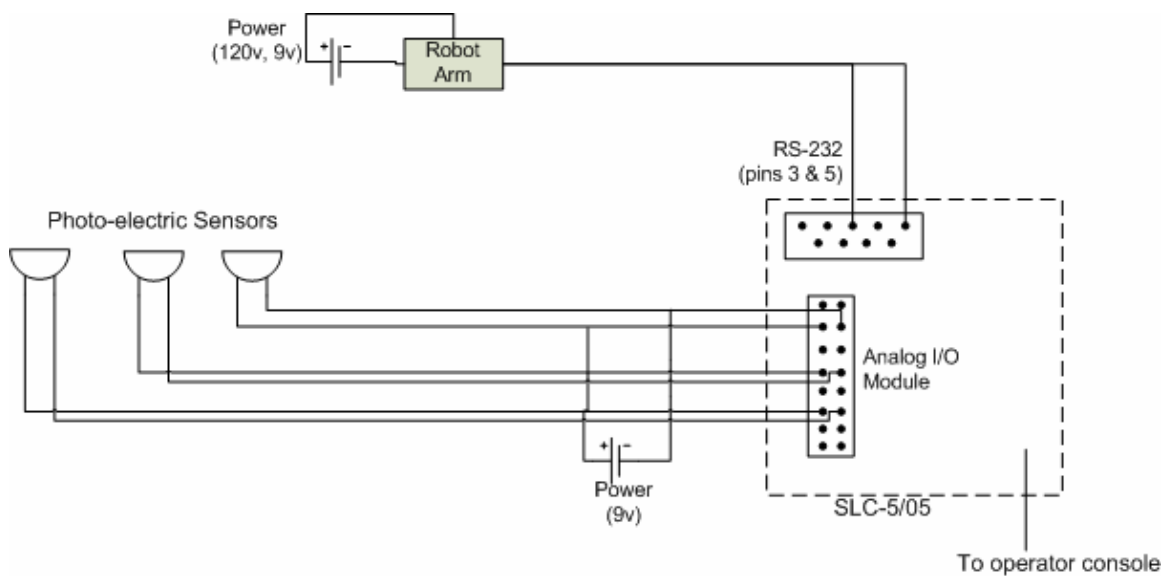 Power
(120v, 9v)
+ -
Robot
Arm
RS-232
(pins 3 & 5)
Photo-electric Sensors
Analog I/O
Module
+ -
Power
(9v)
SLC-5/05
To operator console